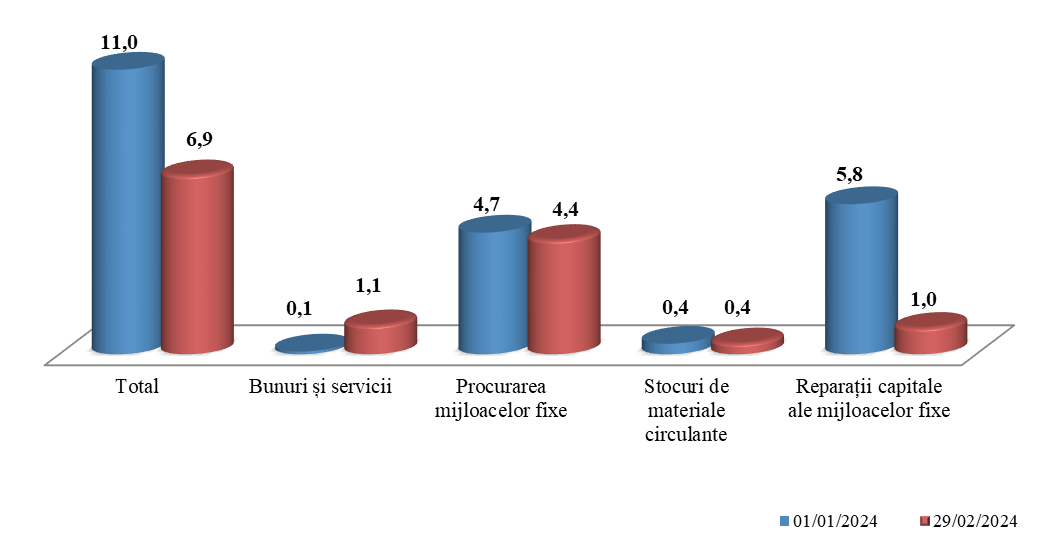 11,0
6,9
0,1
1,1
4,7
4,4
0,4
0,4
5,8
1,0
Total
Bunuri și servicii
Procurarea
mijloacelor fixe
Stocuri de
materiale
circulante
Reparații capitale
ale mijloacelor fixe
01/01/2024
29/02/2024